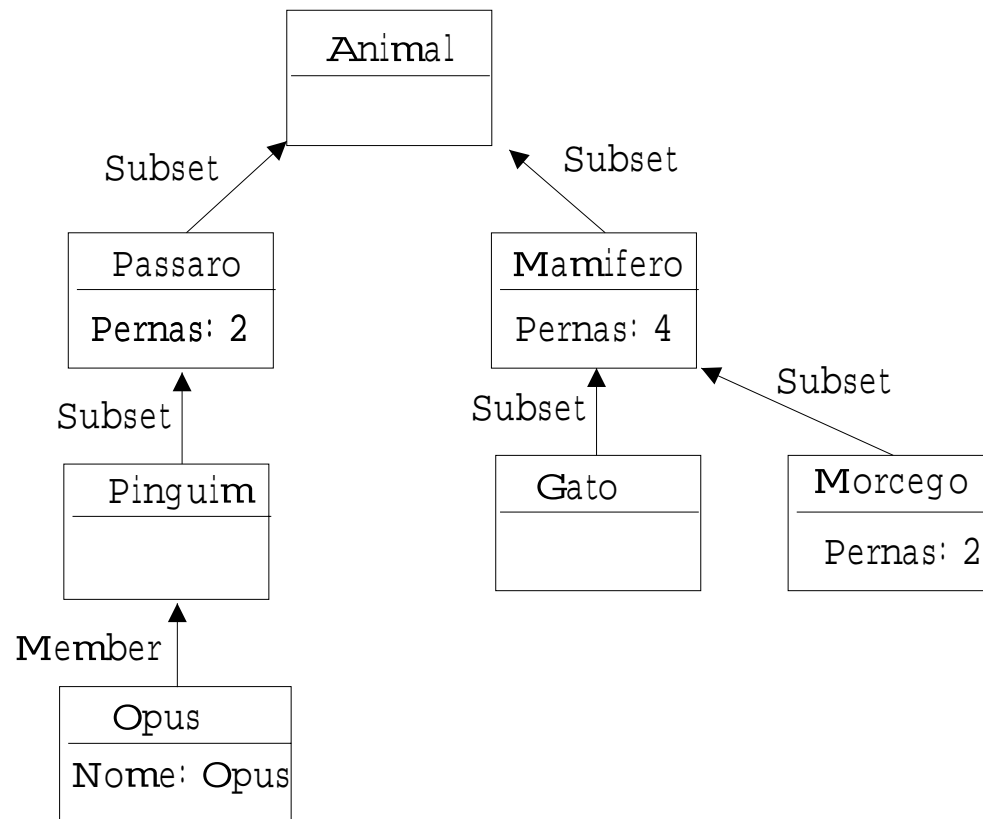 Animal
Subset
Subset
Passaro
Pernas: 2
Mamifero
Pernas: 4
Subset
Subset
Subset
Pinguim
Gato
Morcego
Pernas: 2
Member
Opus
Nome: Opus